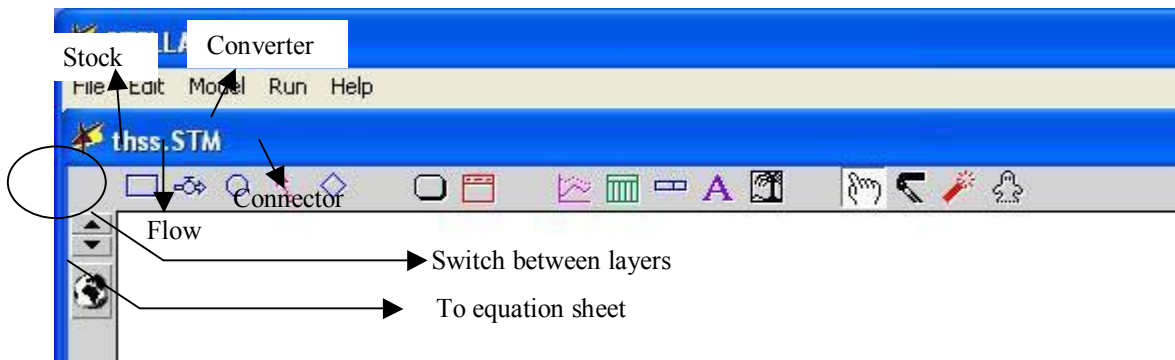 Stock
Converter
File Edit Model Run Help
thss.STM
Connector
A
Flow
Switch between layers
To equation sheet